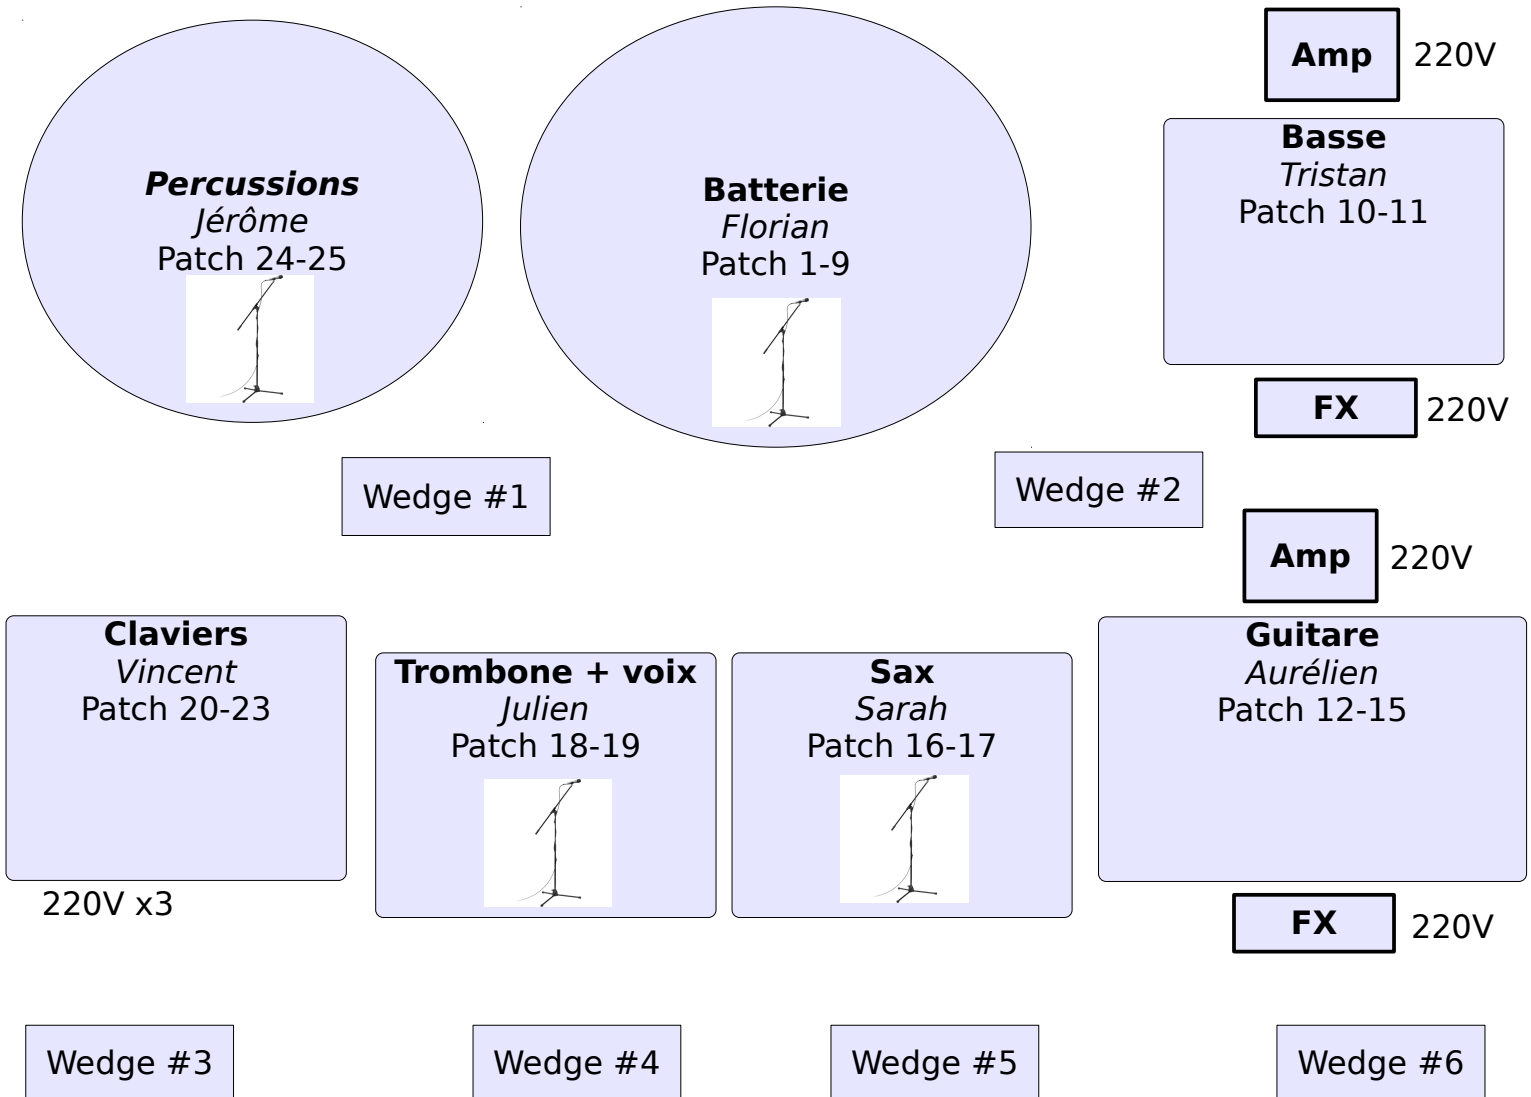 Percussions
Jérôme
Patch 24-25
Batterie
Florian
Patch 1-9
Amp
220V
Basse
Tristan
Patch 10-11
FX
220V
Wedge #1
Wedge #2
Amp
220V
Claviers
Vincent
Patch 20-23
220V x3
Trombone + voix
Julien
Patch 18-19
Sax
Sarah
Patch 16-17
Guitare
Aurélien
Patch 12-15
FX
220V
Wedge #3
Wedge #4
Wedge #5
Wedge #6